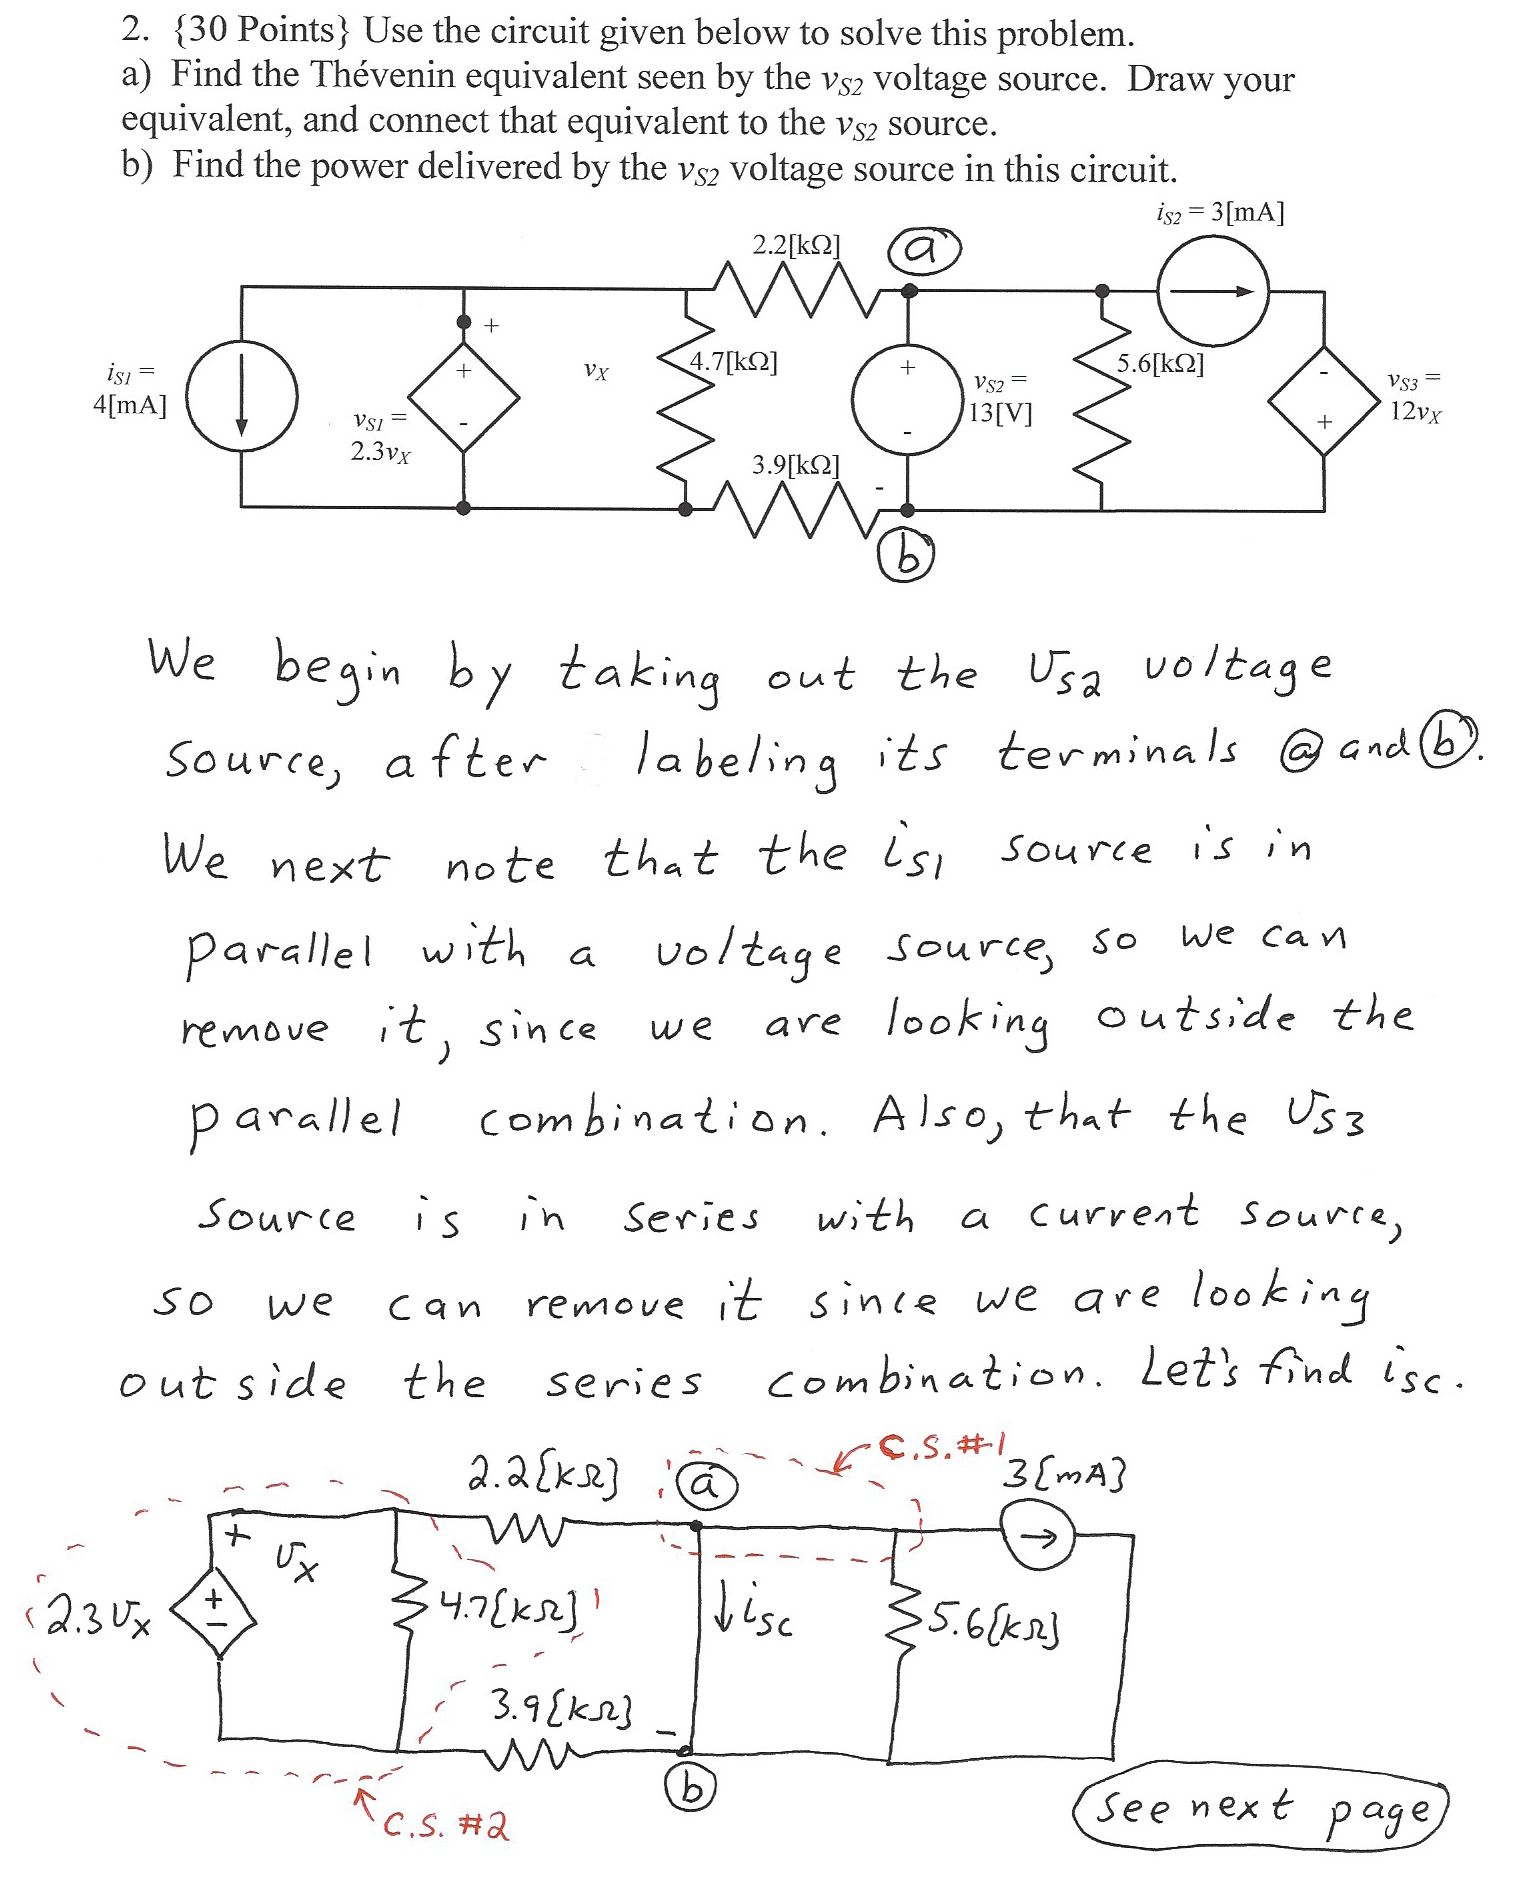 2. {30 Points} Use the circuit given below to solve this problem.
a) Find the Thévenin equivalent seen by the vS2 voltage source. Draw your
equivalent, and connect that equivalent to the vS2 source.
b) Find the power delivered by the vS2 voltage source in this circuit.
iS2 = 3[mA]
2.2[kΩ]
a
+
iS1 =
4[mA]
+
-
vS1 =
2.3vX
vX
4.7[kΩ]
+
-
vS2 =
13[V]
5.6[kΩ]
-
+
vS3 =
12vX
3.9[kΩ]
-
b
We begin by taking out the vS2 voltage
source, after labeling its terminals ⓐ and ⓑ.
We next note that the iS1 source is in
parallel with a voltage source, so we can
remove it, since we are looking outside the
parallel combination. Also, that the vS3
source is in series with a current source,
so we can remove it since we are looking
outside the series combination. Let's find isc.
C.S.#1
2.2[kΩ]
a
3[mA]
+
vX
2.3vX
+
-
4.7[kΩ]
isc
5.6[kΩ]
3.9[kΩ]
-
b
C.S. #2
see next page